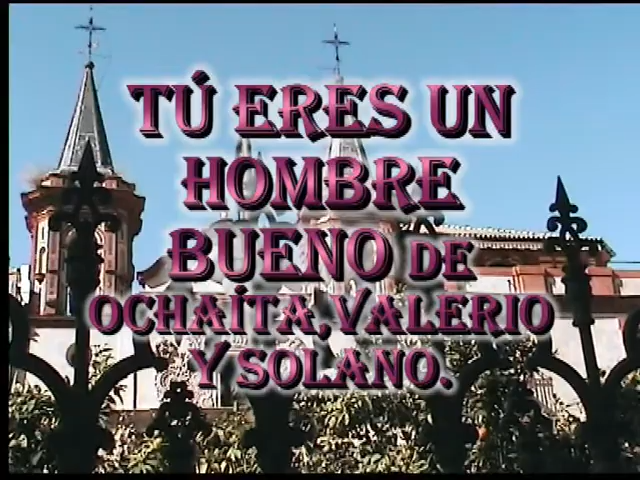 TÚ ERES UN
HOMBRE
BUENO DE
OCHAÍTA, VALERIO
Y SOLANO.